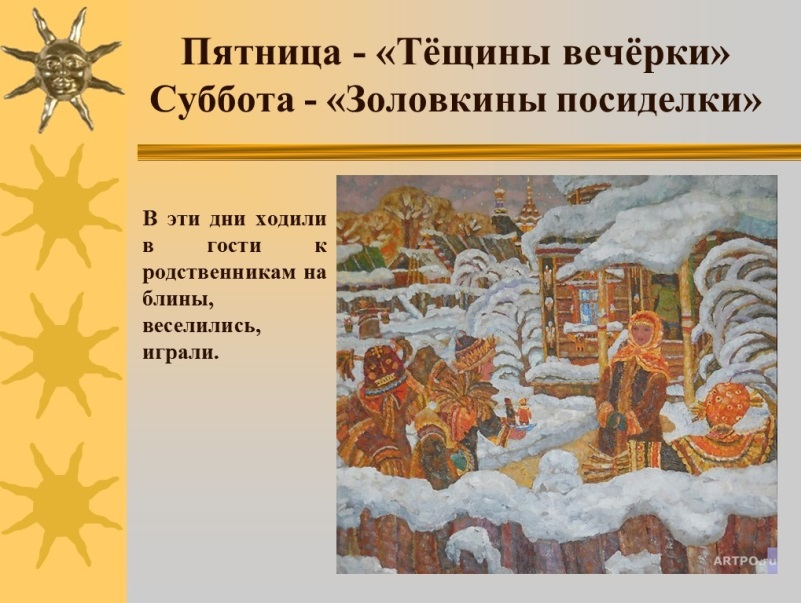 Пятница - «Тёщины вечёрки»
Суббота - «Золовкины посиделки»
В эти дни ходили
в гости к
родственникам на
блины,
веселились,
играли.
ARTPO.ru